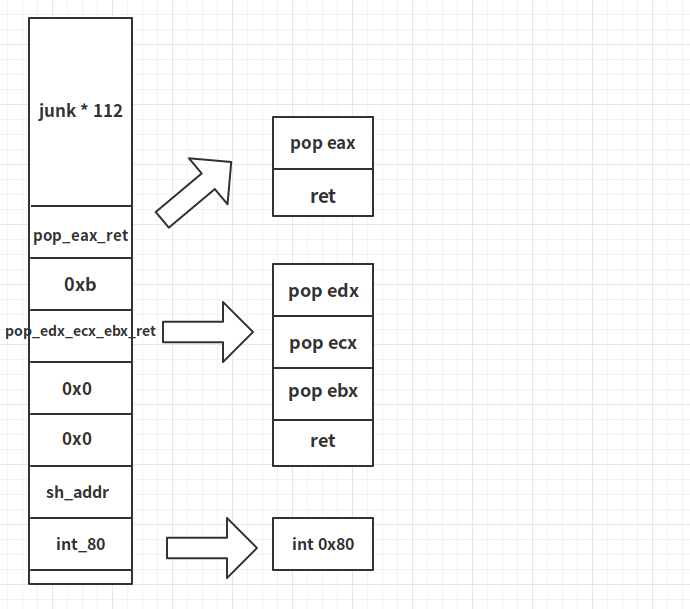 junk * 112
pop_eax_ret
0xb
pop_edx_ecx_ebx_ret
0x0
0x0
sh_addr
int_80
pop eax
ret
pop edx
pop ecx
pop ebx
ret
int 0x80